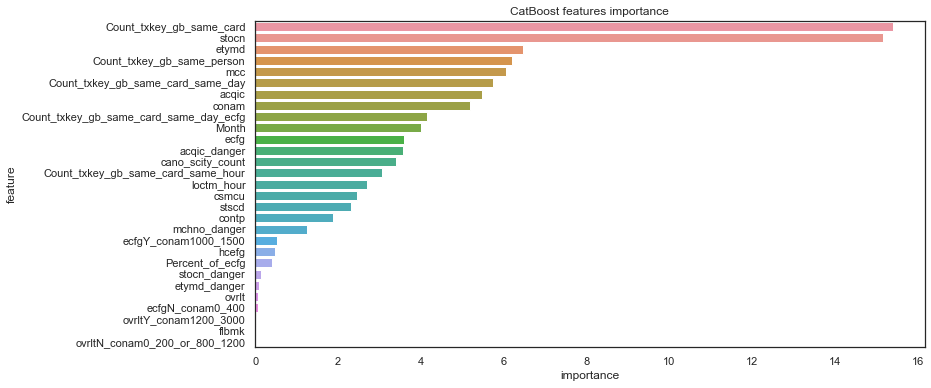 CatBoost features importance
Count_txkey_gb_same_card
stocn
etymd
Count_txkey_gb_same_person
mcc
Count_txkey_gb_same_card_same_day
acqic
conam
Count_txkey_gb_same_card_same_day_ecfg
Month
ecfg
acqic_danger
cano_scity_count
Count_txkey_gb_same_card_same_hour
loctm_hour
csmcu
stscd
contp
mchno_danger
ecfgY_conam1000_1500
hcefg
Percent_of_ecfg
stocn_danger
etymd_danger
ovrlt
ecfgN_conam0_400
ovrltY_conam1200_3000
flbmk
ovrltN_conam0_200_or_800_1200
feature
0 2 4 6 8 10 12 14 16
importance